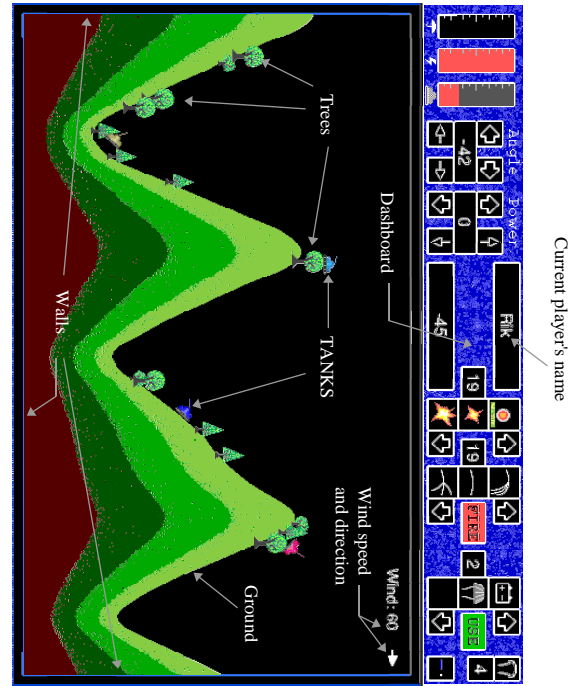 Current player's name
Angle
Power
-42
0
Rik
-45
19
19
FIRE
2
USE
4
Dashboard
Trees
TANKS
Wind speed
and direction
Wind: 60
Walls
Ground